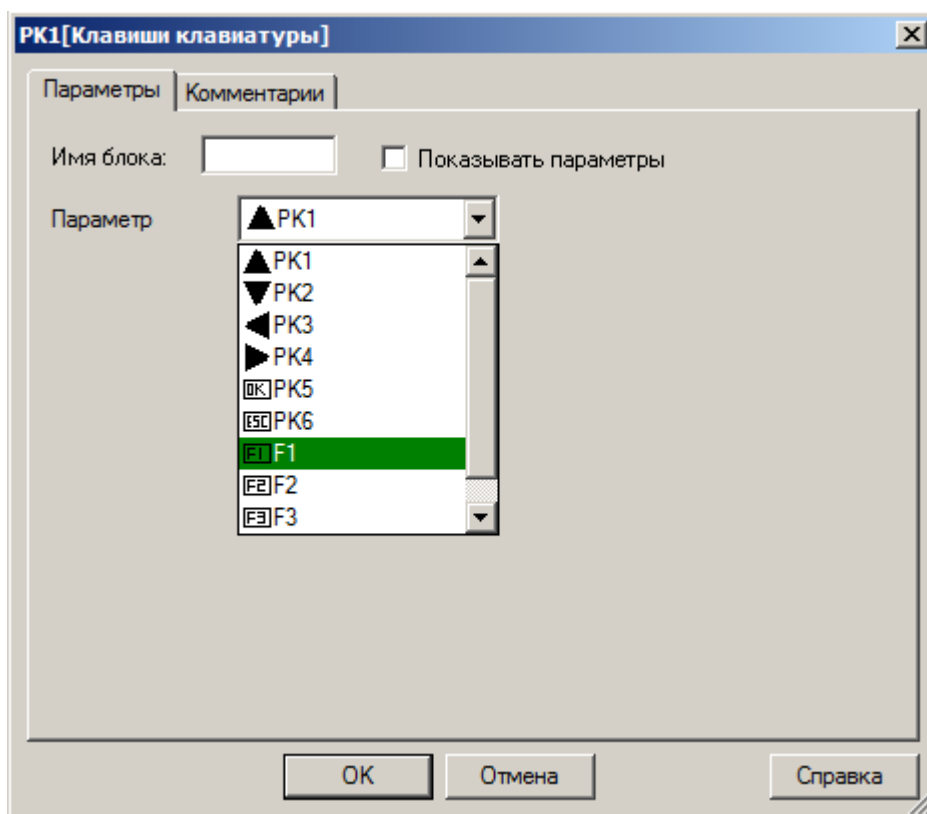 PK1[Клавиши клавиатуры]
Параметры Комментарии
Имя блока: Показывать параметры
Параметр PK1
PK1
PK2
PK3
PK4
OK PK5
ESC PK6
F1 F1
F2 F2
F3 F3
OK Отмена Справка